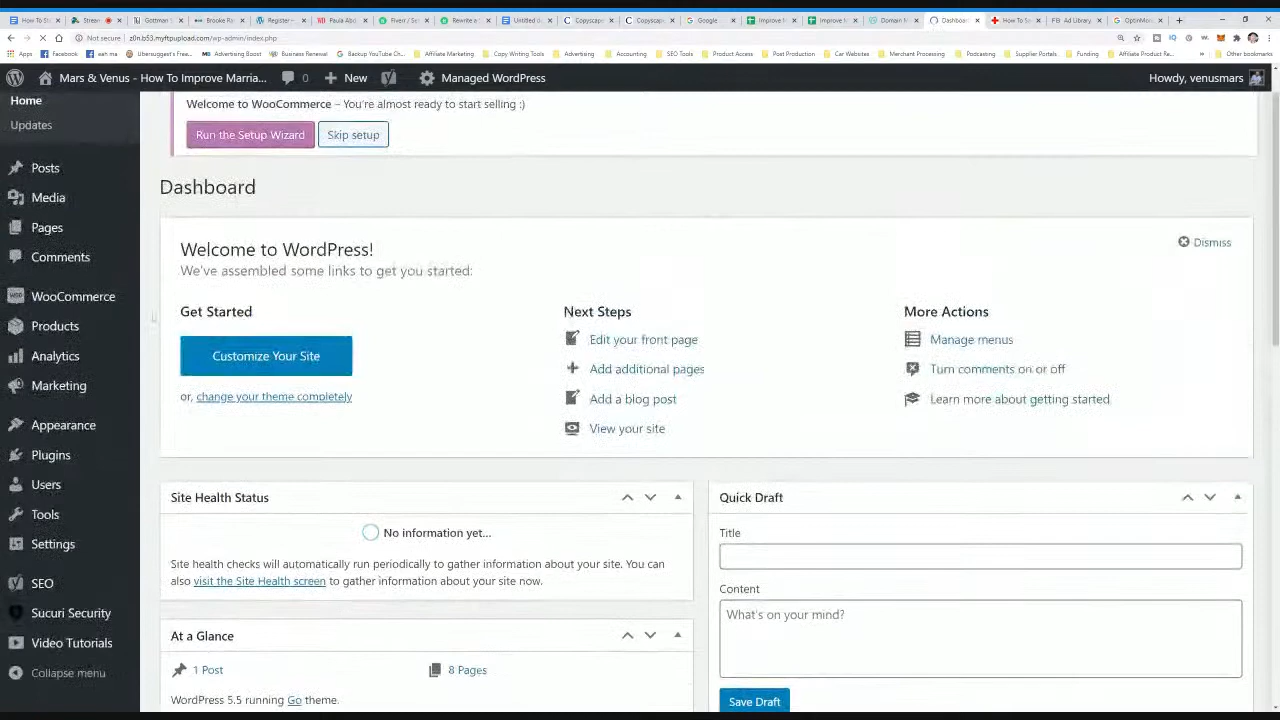 How To S
Stream
Gottman S
Brooke Ro
Register –
Paula Abd
Fiverr / Se
Rewrite a
Untitled d
Copyscap
Copyscap
Google
Improve M
Improve M
Domain N
Dashboar
How To Sa
Ad Library
OptinMon
Not secure | z0n.b53.myftpupload.com/wp-admin/index.php
Apps
Facebook
eah ma
Ubersuggest's Free...
Advertising Boost
Business Renewal
Backup YouTube Ch...
Affiliate Marketing
Copy Writing Tools
Advertising
Accounting
SEO Tools
Product Access
Post Production
Car Websites
Merchant Processing
Podcasting
Supplier Portals
Funding
Affiliate Product Re...
Other bookmarks
Mars & Venus - How To Improve Marria...
0
New
Managed WordPress
Howdy, venusmars
Home
Updates
Posts
Media
Pages
Comments
WooCommerce
Products
Analytics
Marketing
Appearance
Plugins
Users
Tools
Settings
SEO
Sucuri Security
Video Tutorials
Collapse menu
Welcome to WooCommerce – You're almost ready to start selling :)
Run the Setup Wizard
Skip setup
Dashboard
Welcome to WordPress!
Dismiss
We've assembled some links to get you started:
Get Started
Customize Your Site
or, change your theme completely
Next Steps
Edit your front page
Add additional pages
Add a blog post
View your site
More Actions
Manage menus
Turn comments on or off
Learn more about getting started
Site Health Status
No information yet...
Site health checks will automatically run periodically to gather information about your site. You can
also visit the Site Health screen to gather information about your site now.
At a Glance
1 Post
8 Pages
WordPress 5.5 running Go theme.
Quick Draft
Title
Content
What's on your mind?
Save Draft